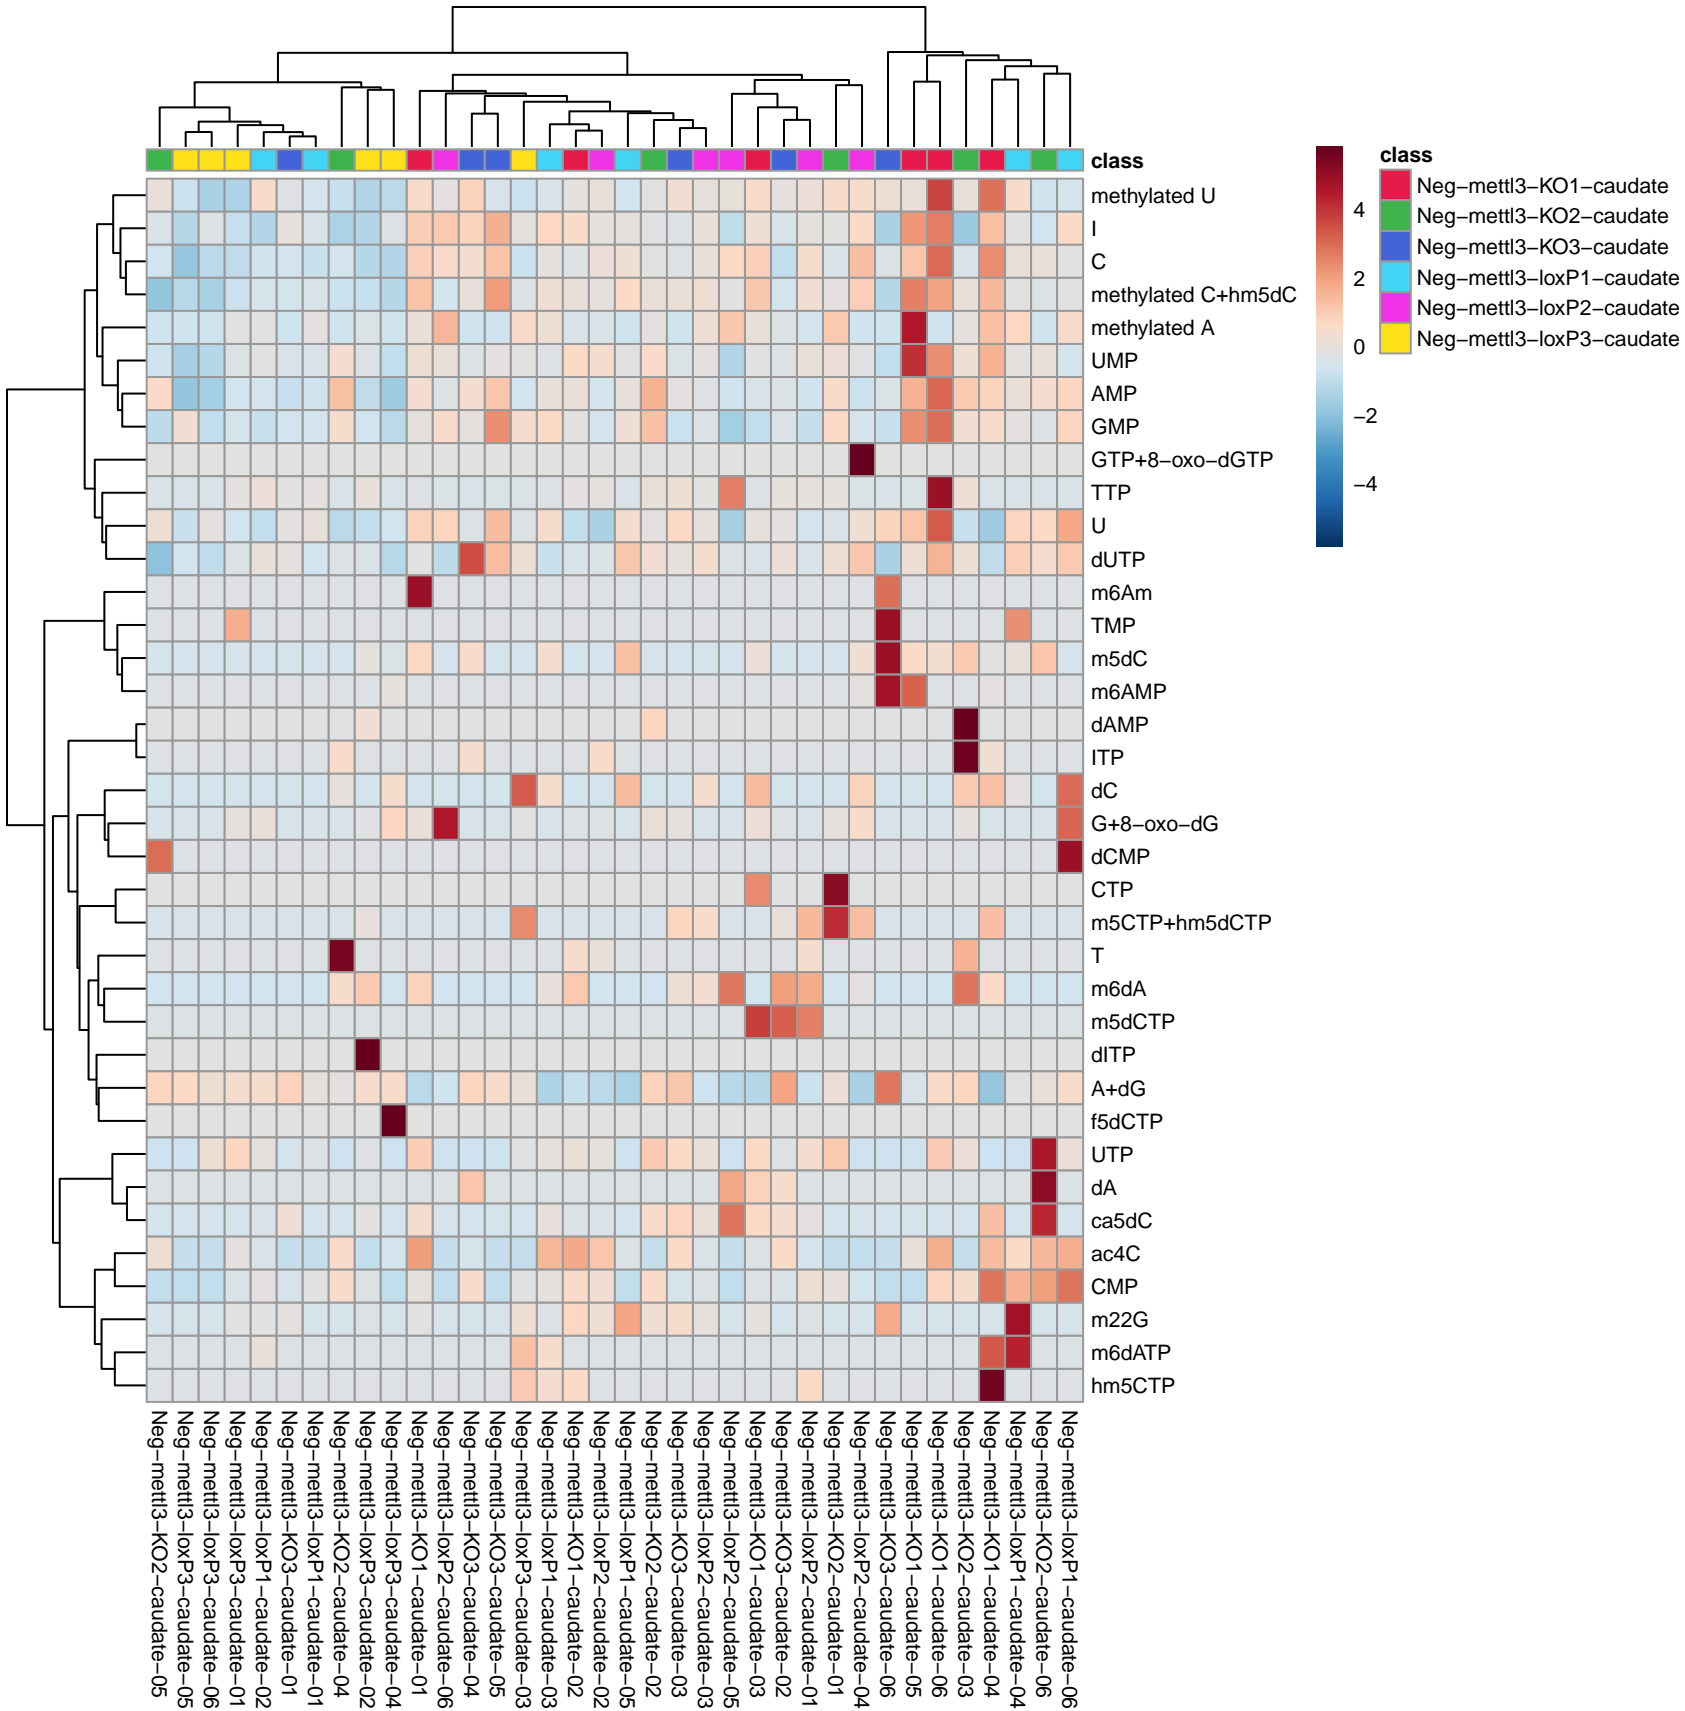 class
methylated U
I
C
methylated C+hm5dC
methylated A
UMP
AMP
GMP
GTP+8−oxo−dGTP
TTP
U
dUTP
m6Am
TMP
m5dC
m6AMP
dAMP
ITP
dC
G+8−oxo−dG
dCMP
CTP
m5CTP+hm5dCTP
T
m6dA
m5dCTP
dITP
A+dG
f5dCTP
UTP
dA
ca5dC
ac4C
CMP
m22G
m6dATP
hm5CTP
4
2
0
−2
−4
class
Neg−mettl3−KO1−caudate
Neg−mettl3−KO2−caudate
Neg−mettl3−KO3−caudate
Neg−mettl3−loxP1−caudate
Neg−mettl3−loxP2−caudate
Neg−mettl3−loxP3−caudate
Neg−mettl3−KO2−caudate−05
Neg−mettl3−loxP3−caudate−05
Neg−mettl3−loxP3−caudate−06
Neg−mettl3−loxP3−caudate−01
Neg−mettl3−loxP1−caudate−02
Neg−mettl3−KO3−caudate−01
Neg−mettl3−loxP1−caudate−01
Neg−mettl3−KO2−caudate−04
Neg−mettl3−loxP3−caudate−02
Neg−mettl3−loxP3−caudate−04
Neg−mettl3−KO1−caudate−01
Neg−mettl3−loxP2−caudate−06
Neg−mettl3−KO3−caudate−04
Neg−mettl3−KO3−caudate−05
Neg−mettl3−loxP3−caudate−03
Neg−mettl3−loxP1−caudate−03
Neg−mettl3−KO1−caudate−02
Neg−mettl3−loxP2−caudate−02
Neg−mettl3−loxP1−caudate−05
Neg−mettl3−KO2−caudate−02
Neg−mettl3−KO3−caudate−03
Neg−mettl3−loxP2−caudate−03
Neg−mettl3−loxP2−caudate−05
Neg−mettl3−KO1−caudate−03
Neg−mettl3−KO3−caudate−02
Neg−mettl3−loxP2−caudate−01
Neg−mettl3−KO2−caudate−01
Neg−mettl3−loxP2−caudate−04
Neg−mettl3−KO3−caudate−06
Neg−mettl3−KO1−caudate−05
Neg−mettl3−KO1−caudate−06
Neg−mettl3−KO2−caudate−03
Neg−mettl3−KO1−caudate−04
Neg−mettl3−loxP1−caudate−04
Neg−mettl3−KO2−caudate−06
Neg−mettl3−loxP1−caudate−06